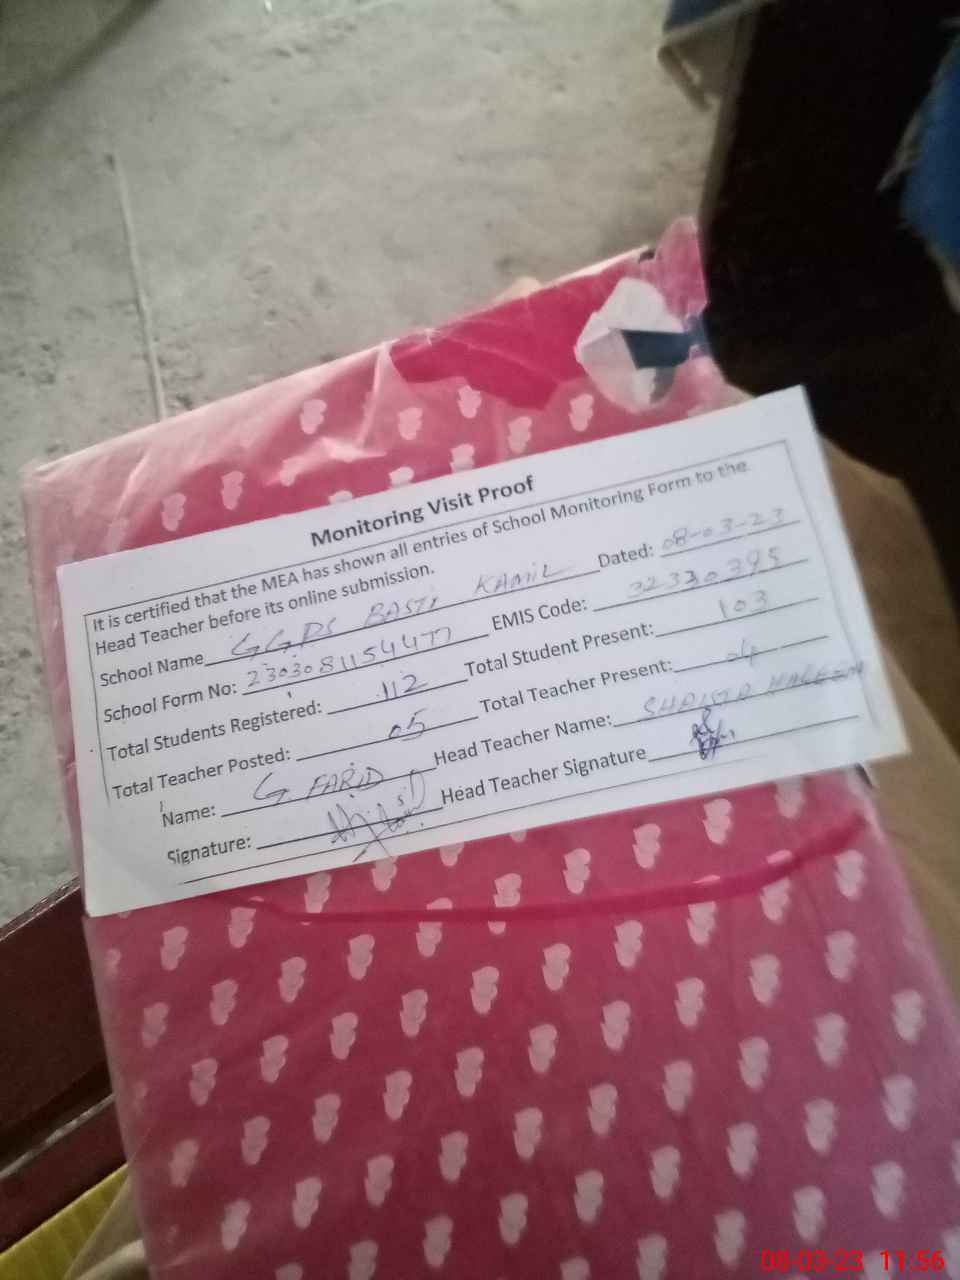 Monitoring Visit Proof
It is certified that the MEA has shown all entries of School Monitoring Form to the
Head Teacher before its online submission. Dated: 08-03-23
School Name GGPS BASTI KAMIL EMIS Code: 32330395
School Form No: 2303081154477 Total Student Present: 103
Total Students Registered: 112 Total Teacher Present: 04
Total Teacher Posted: 05 Head Teacher Name: SHAISTA
Name: G. FARID Head Teacher Signature
Signature:
08-03-23 11:56